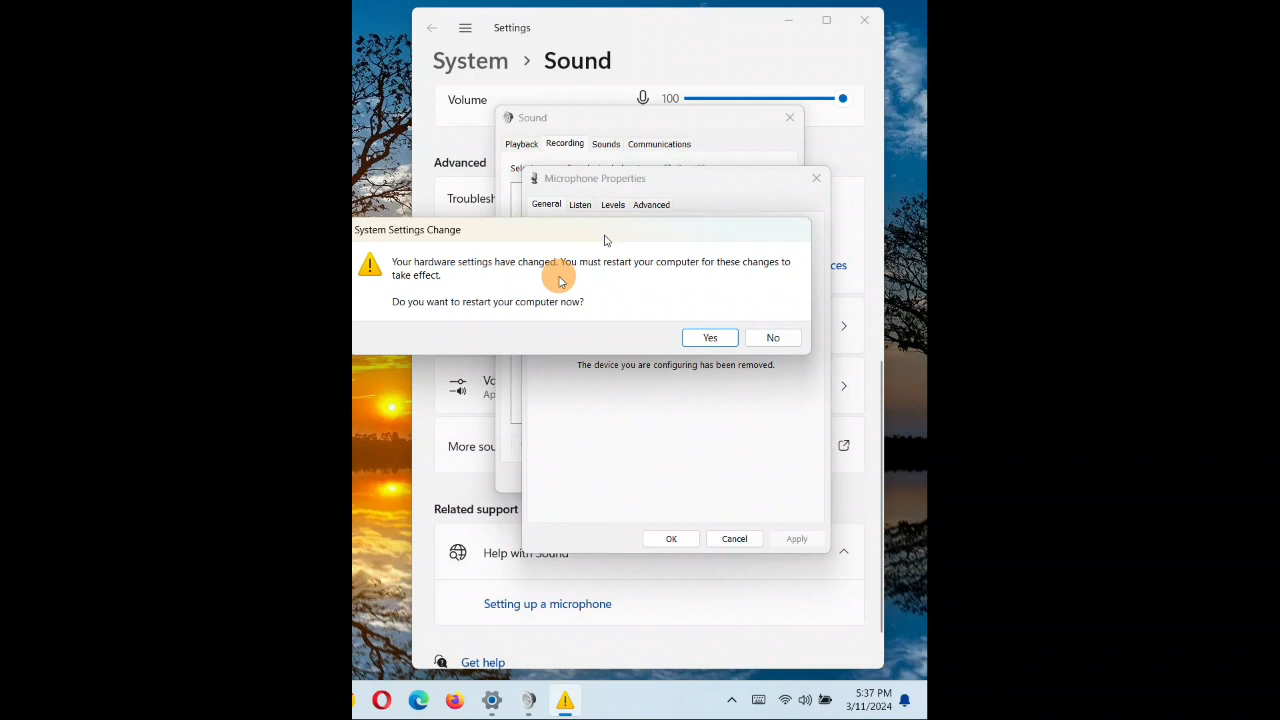 Settings
System > Sound
Volume
100
Sound
Playback Recording Sounds Communications
Advanced
Microphone Properties
General Listen Levels Advanced
System Settings Change
Your hardware settings have changed. You must restart your computer for these changes to
take effect.
Do you want to restart your computer now?
Yes No
The device you are configuring has been removed.
More
Related support
OK Cancel Apply
Help with Sound
Setting up a microphone
Get help
5:37 PM
3/11/2024